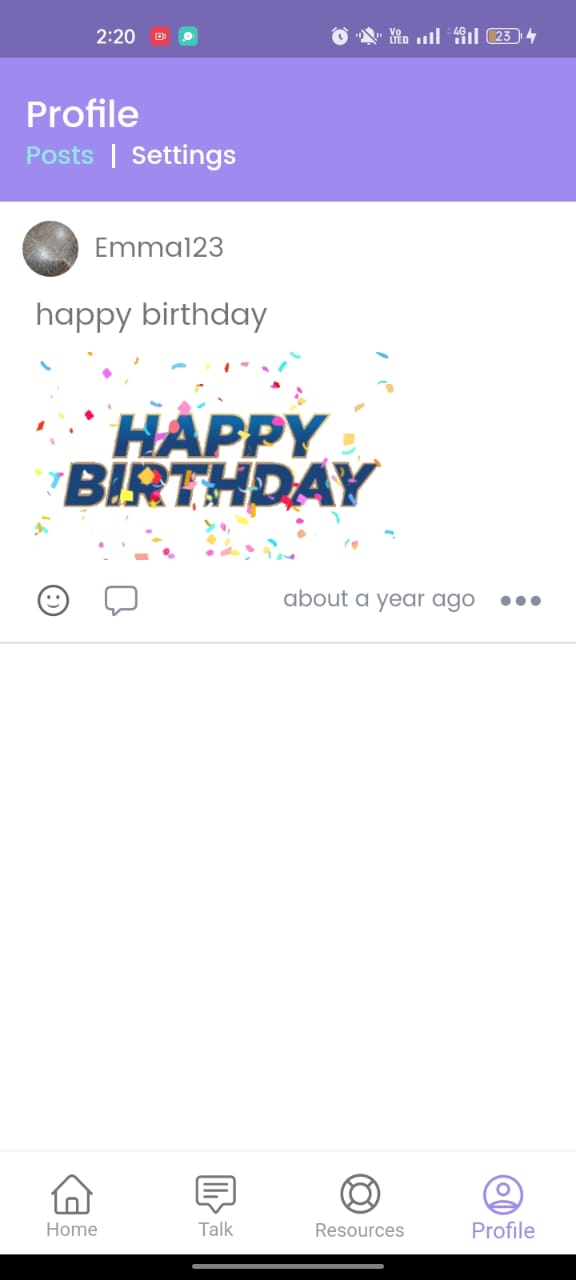 2:20 Vo LTED 4G 23
Profile
Posts | Settings
Emma123
happy birthday
HAPPY
BIRTHDAY
about a year ago
Home Talk Resources Profile